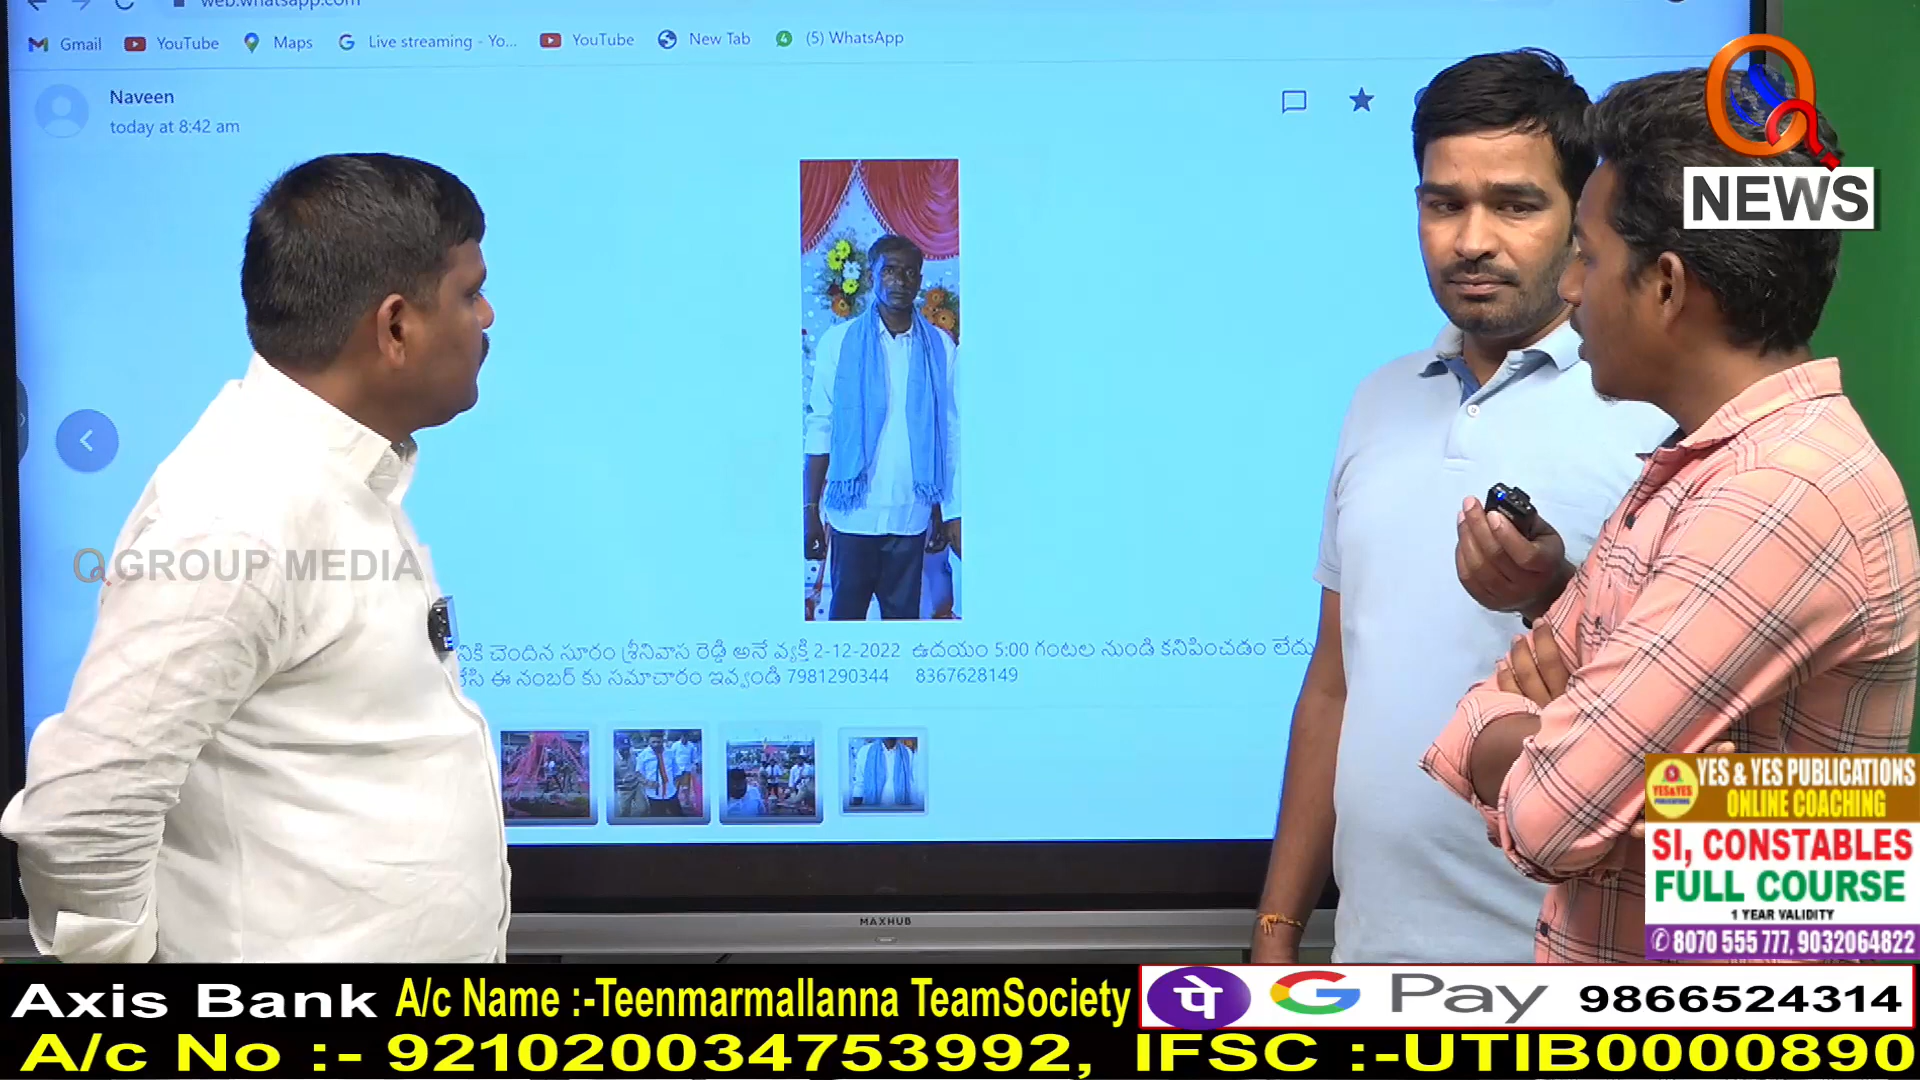 web.whatsapp.com
Gmail YouTube Maps Live streaming - Yo... YouTube New Tab (5) WhatsApp
Naveen
today at 8:42 am
NEWS
GROUP MEDIA
చెందిన సూరం శ్రీనివాస రెడ్డి అనే వ్యక్తి 2-12-2022 ఉదయం 5:00 గంటల నుండి కనిపించడం లేదు
ఈ నంబర్ కు సమాచారం ఇవ్వండి 7981290344 8367628149
YES & YES PUBLICATIONS
ONLINE COACHING
SI, CONSTABLES
FULL COURSE
1 YEAR VALIDITY
8070 555 777, 9032064822
MAXHUB
Axis Bank A/c Name :-Teenmarmallanna TeamSociety
पे G Pay 9866524314
A/c No :- 921020034753992, IFSC :-UTIB0000890